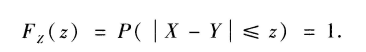 F_Z(z) = P(|X - Y| ⩽ z) = 1.